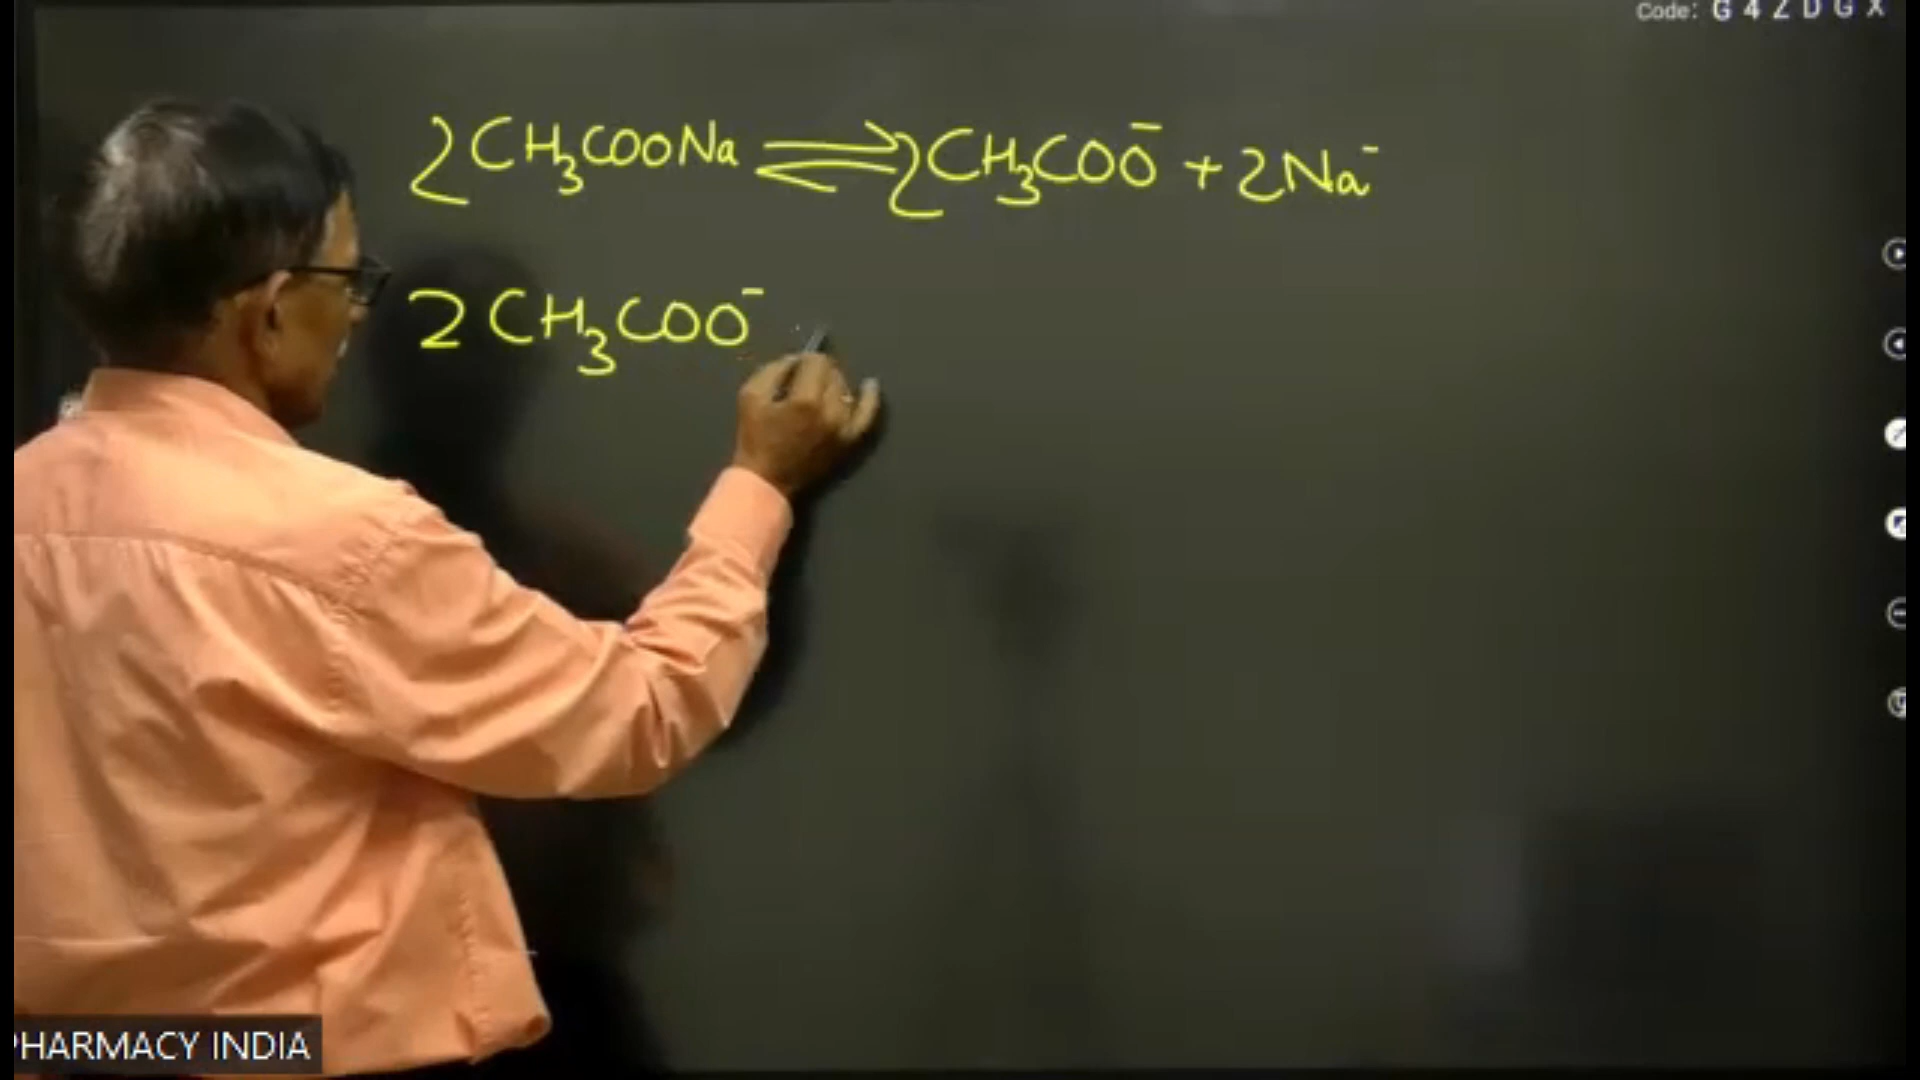 Code: G 4 Z D G X
2CH₃COONa ⇌ 2CH₃COO⁻ + 2Na⁻
2CH₃COO⁻
PHARMACY INDIA